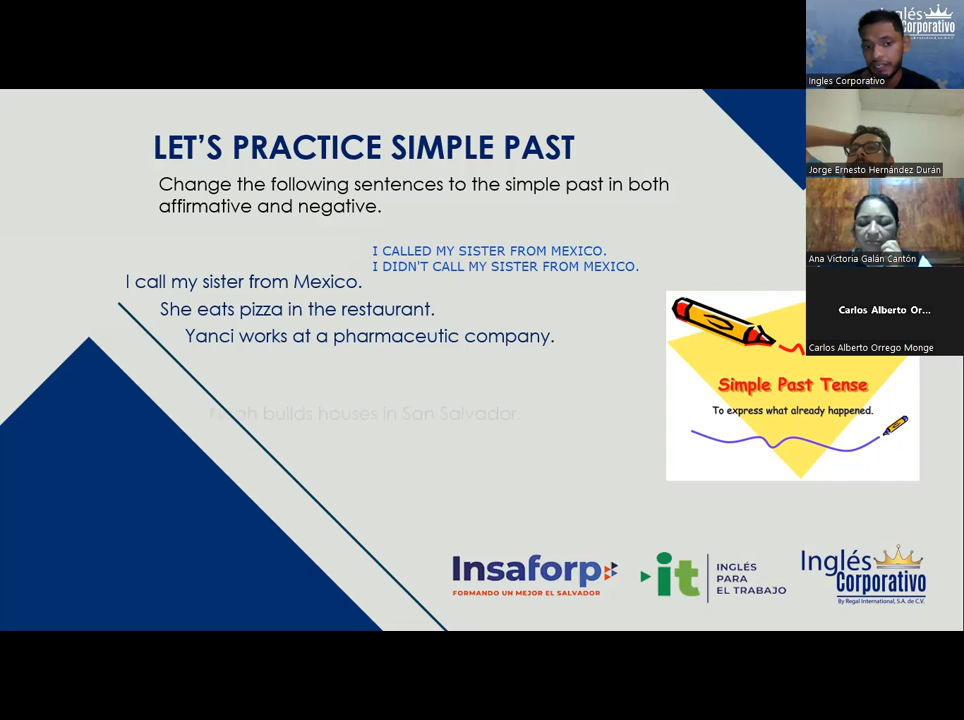 LET'S PRACTICE SIMPLE PAST
Change the following sentences to the simple past in both
affirmative and negative.
I CALLED MY SISTER FROM MEXICO.
I DIDN'T CALL MY SISTER FROM MEXICO.
I call my sister from Mexico.
She eats pizza in the restaurant.
Yanci works at a pharmaceutic company.
builds houses in San Salvador.
Simple Past Tense
To express what already happened.
Insaforp
FORMANDO UN MEJOR EL SALVADOR
it
INGLÉS
PARA
EL TRABAJO
Inglés
Corporativo
By Regal International, S.A. de C.V.
Inglés
Corporativo
Ingles Corporativo
Jorge Ernesto Hernández Durán
Ana Victoria Galán Cantón
Carlos Alberto Or...
Carlos Alberto Orrego Monge